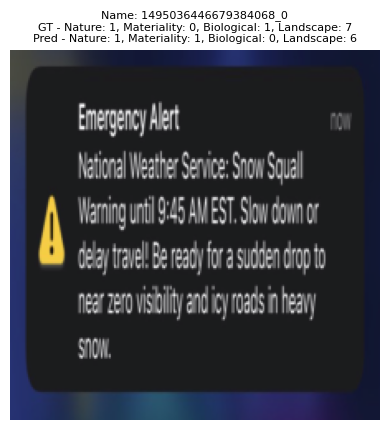 Name: 1495036446679384068_0
GT - Nature: 1, Materiality: 0, Biological: 1, Landscape: 7
Pred - Nature: 1, Materiality: 1, Biological: 0, Landscape: 6
Emergency Alert
now
National Weather Service: Snow Squall
Warning until 9:45 AM EST. Slow down or
delay travel! Be ready for a sudden drop to
near zero visibility and icy roads in heavy
snow.